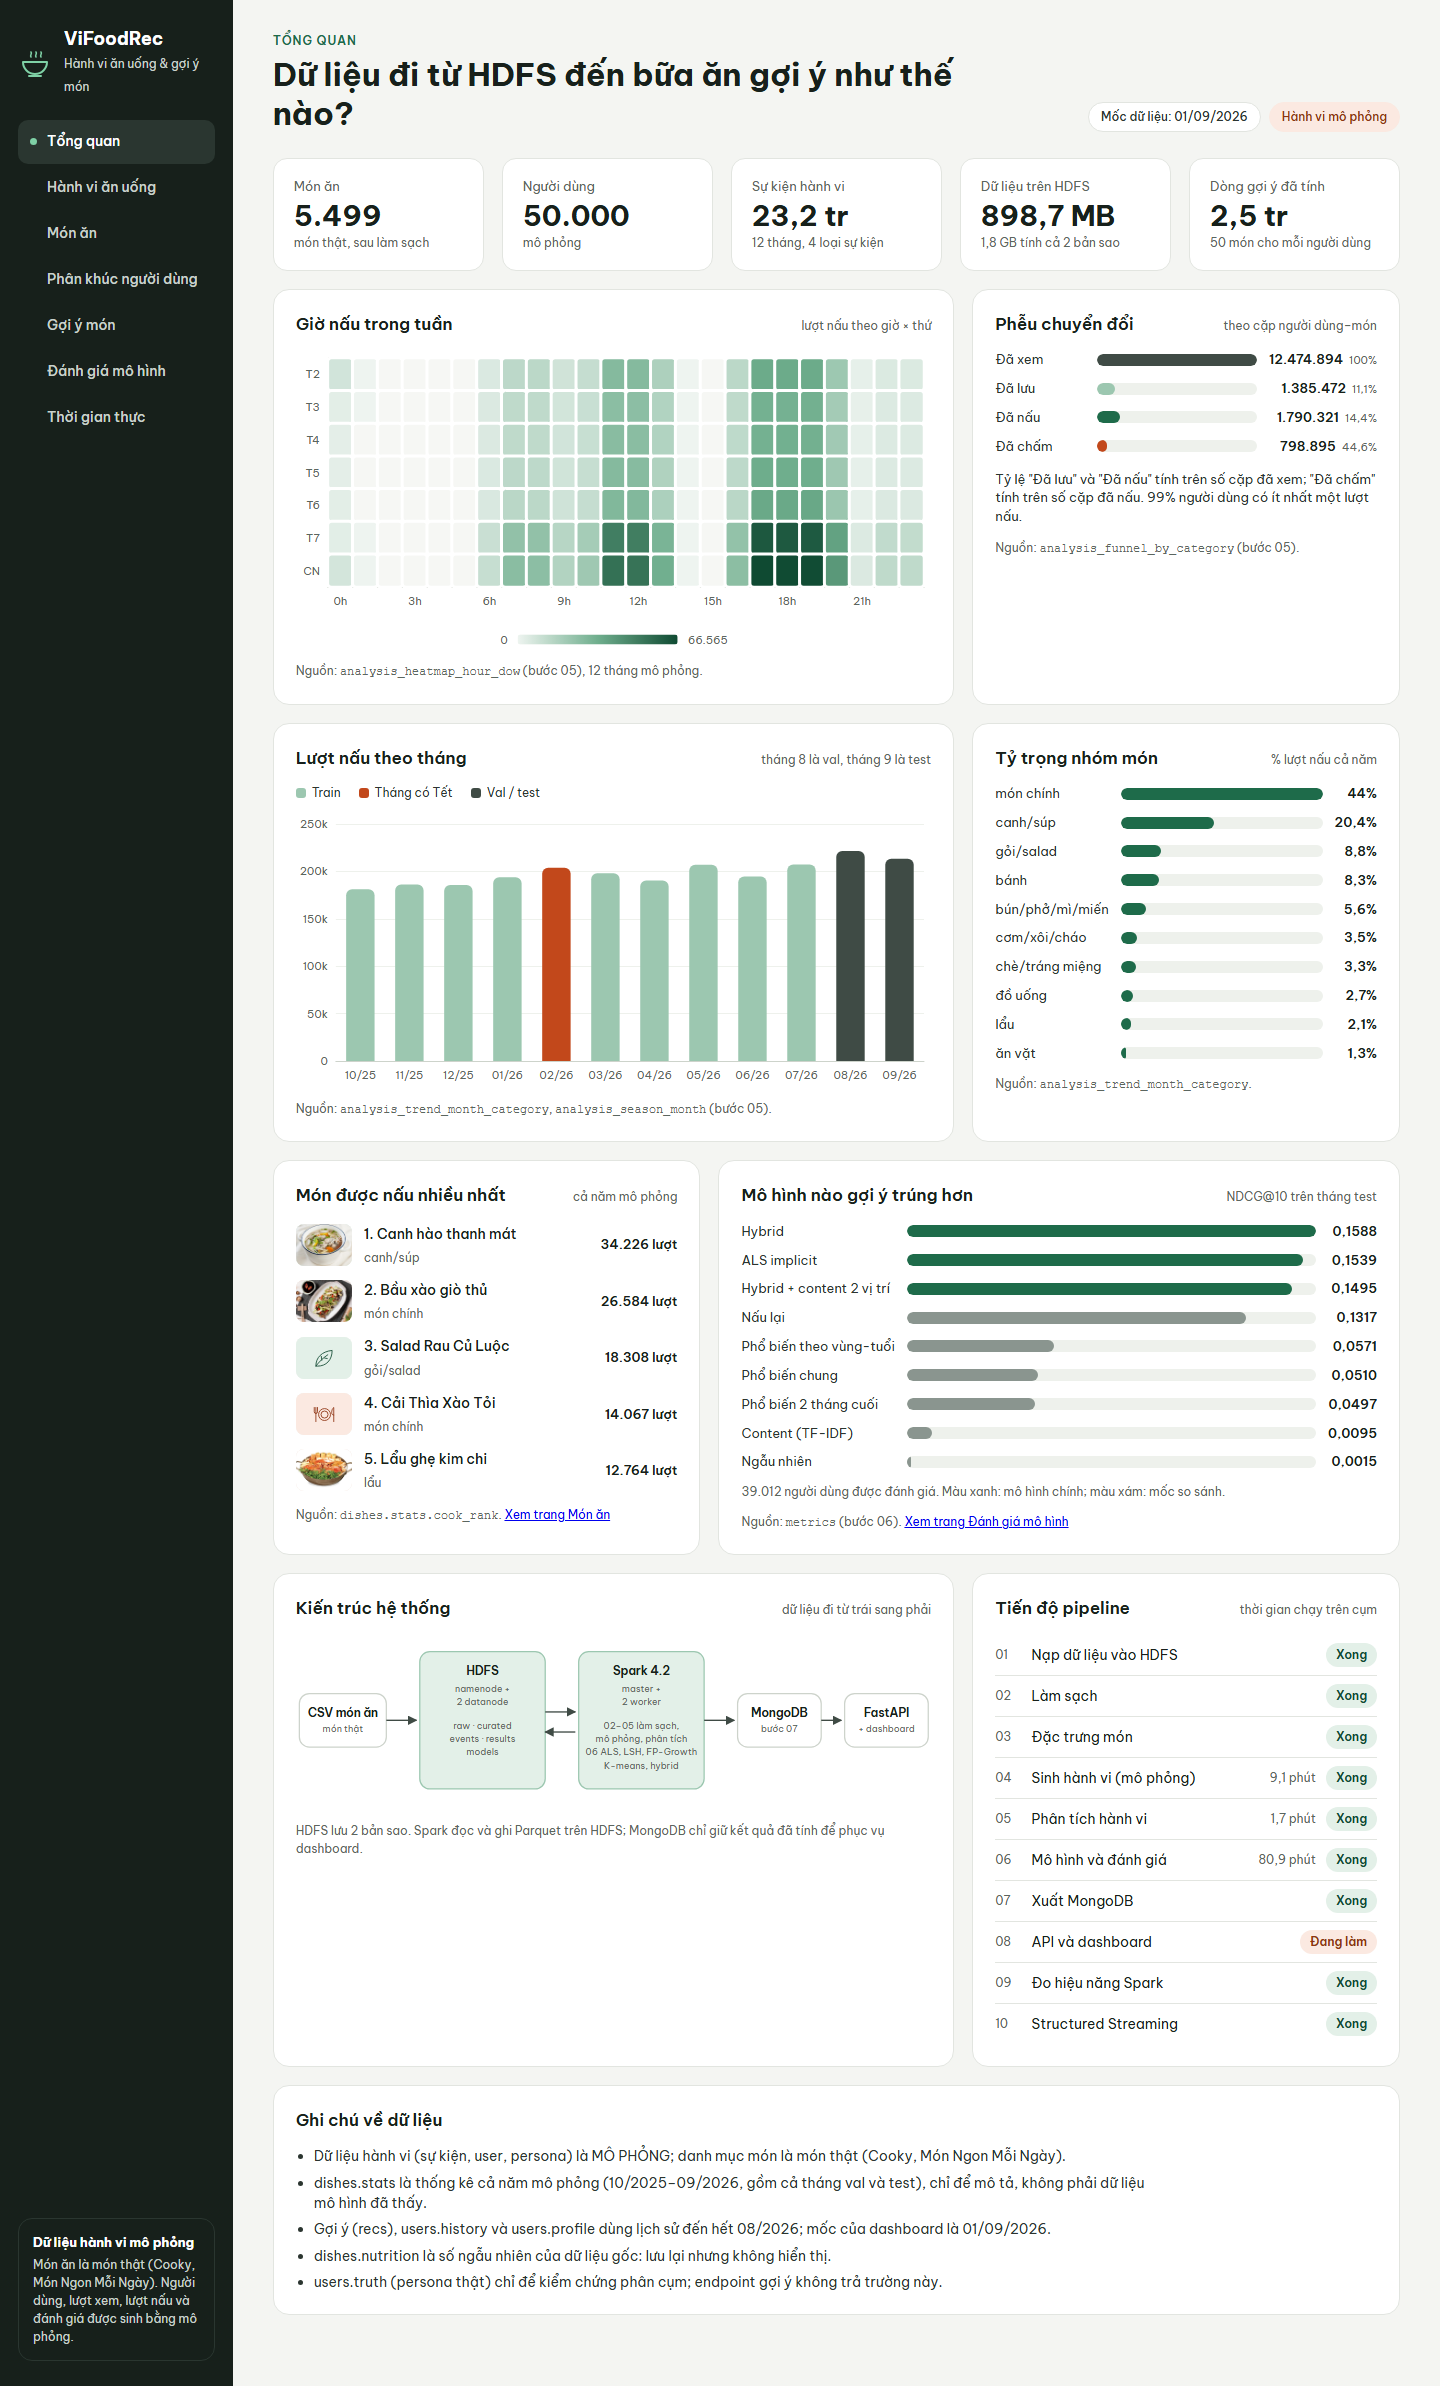 ViFoodRec
Hành vi ăn uống & gợi ý
món
Tổng quan
Hành vi ăn uống
Món ăn
Phân khúc người dùng
Gợi ý món
Đánh giá mô hình
Thời gian thực
Dữ liệu hành vi mô phỏng
Món ăn là món thật (Cooky,
Món Ngon Mỗi Ngày). Người
dùng, lượt xem, lượt nấu và
đánh giá được sinh bằng mô
phỏng.
TỔNG QUAN
Dữ liệu đi từ HDFS đến bữa ăn gợi ý như thế
nào?
Mốc dữ liệu: 01/09/2026
Hành vi mô phỏng
Món ăn
5.499
món thật, sau làm sạch
Người dùng
50.000
mô phỏng
Sự kiện hành vi
23,2 tr
12 tháng, 4 loại sự kiện
Dữ liệu trên HDFS
898,7 MB
1,8 GB tính cả 2 bản sao
Dòng gợi ý đã tính
2,5 tr
50 món cho mỗi người dùng
Giờ nấu trong tuần
lượt nấu theo giờ × thứ
T2
T3
T4
T5
T6
T7
CN
0h 3h 6h 9h 12h 15h 18h 21h
0 66.565
Nguồn: analysis_heatmap_hour_dow (bước 05), 12 tháng mô phỏng.
Phễu chuyển đổi
theo cặp người dùng–món
Đã xem 12.474.894 100%
Đã lưu 1.385.472 11,1%
Đã nấu 1.790.321 14,4%
Đã chấm 798.895 44,6%
Tỷ lệ "Đã lưu" và "Đã nấu" tính trên số cặp đã xem; "Đã chấm"
tính trên số cặp đã nấu. 99% người dùng có ít nhất một lượt
nấu.
Nguồn: analysis_funnel_by_category (bước 05).
Lượt nấu theo tháng
tháng 8 là val, tháng 9 là test
Train Tháng có Tết Val / test
250k
200k
150k
100k
50k
0
10/25 11/25 12/25 01/26 02/26 03/26 04/26 05/26 06/26 07/26 08/26 09/26
Nguồn: analysis_trend_month_category, analysis_season_month (bước 05).
Tỷ trọng nhóm món
% lượt nấu cả năm
món chính 44%
canh/súp 20,4%
gỏi/salad 8,8%
bánh 8,3%
bún/phở/mì/miến 5,6%
cơm/xôi/cháo 3,5%
chè/tráng miệng 3,3%
đồ uống 2,7%
lẩu 2,1%
ăn vặt 1,3%
Nguồn: analysis_trend_month_category.
Món được nấu nhiều nhất
cả năm mô phỏng
1. Canh hào thanh mát
canh/súp
34.226 lượt
2. Bầu xào giò thủ
món chính
26.584 lượt
3. Salad Rau Củ Luộc
gỏi/salad
18.308 lượt
4. Cải Thìa Xào Tỏi
món chính
14.067 lượt
5. Lẩu ghẹ kim chi
lẩu
12.764 lượt
Nguồn: dishes.stats.cook_rank. Xem trang Món ăn
Mô hình nào gợi ý trúng hơn
NDCG@10 trên tháng test
Hybrid 0,1588
ALS implicit 0,1539
Hybrid + content 2 vị trí 0,1495
Nấu lại 0,1317
Phổ biến theo vùng-tuổi 0,0571
Phổ biến chung 0,0510
Phổ biến 2 tháng cuối 0,0497
Content (TF-IDF) 0,0095
Ngẫu nhiên 0,0015
39.012 người dùng được đánh giá. Màu xanh: mô hình chính; màu xám: mốc so sánh.
Nguồn: metrics (bước 06). Xem trang Đánh giá mô hình
Kiến trúc hệ thống
dữ liệu đi từ trái sang phải
CSV món ăn
món thật
HDFS
namenode +
2 datanode
raw · curated
events · results
models
Spark 4.2
master +
2 worker
02–05 làm sạch,
mô phỏng, phân tích
06 ALS, LSH, FP-Growth
K-means, hybrid
MongoDB
bước 07
FastAPI
+ dashboard
HDFS lưu 2 bản sao. Spark đọc và ghi Parquet trên HDFS; MongoDB chỉ giữ kết quả đã tính để phục vụ
dashboard.
Tiến độ pipeline
thời gian chạy trên cụm
01 Nạp dữ liệu vào HDFS Xong
02 Làm sạch Xong
03 Đặc trưng món Xong
04 Sinh hành vi (mô phỏng) 9,1 phút Xong
05 Phân tích hành vi 1,7 phút Xong
06 Mô hình và đánh giá 80,9 phút Xong
07 Xuất MongoDB Xong
08 API và dashboard Đang làm
09 Đo hiệu năng Spark Xong
10 Structured Streaming Xong
Ghi chú về dữ liệu
• Dữ liệu hành vi (sự kiện, user, persona) là MÔ PHỎNG; danh mục món là món thật (Cooky, Món Ngon Mỗi Ngày).
• dishes.stats là thống kê cả năm mô phỏng (10/2025–09/2026, gồm cả tháng val và test), chỉ để mô tả, không phải dữ liệu
mô hình đã thấy.
• Gợi ý (recs), users.history và users.profile dùng lịch sử đến hết 08/2026; mốc của dashboard là 01/09/2026.
• dishes.nutrition là số ngẫu nhiên của dữ liệu gốc: lưu lại nhưng không hiển thị.
• users.truth (persona thật) chỉ để kiểm chứng phân cụm; endpoint gợi ý không trả trường này.